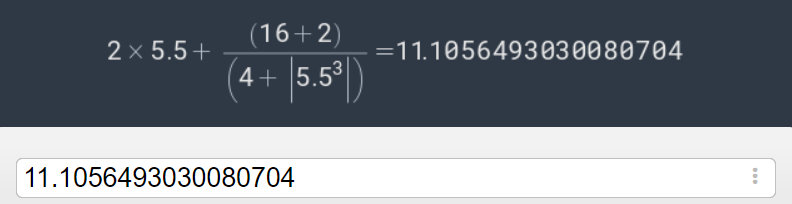 2 × 5.5 + (16+2) / (4 + |5.5³|) =11.1056493030080704
11.1056493030080704